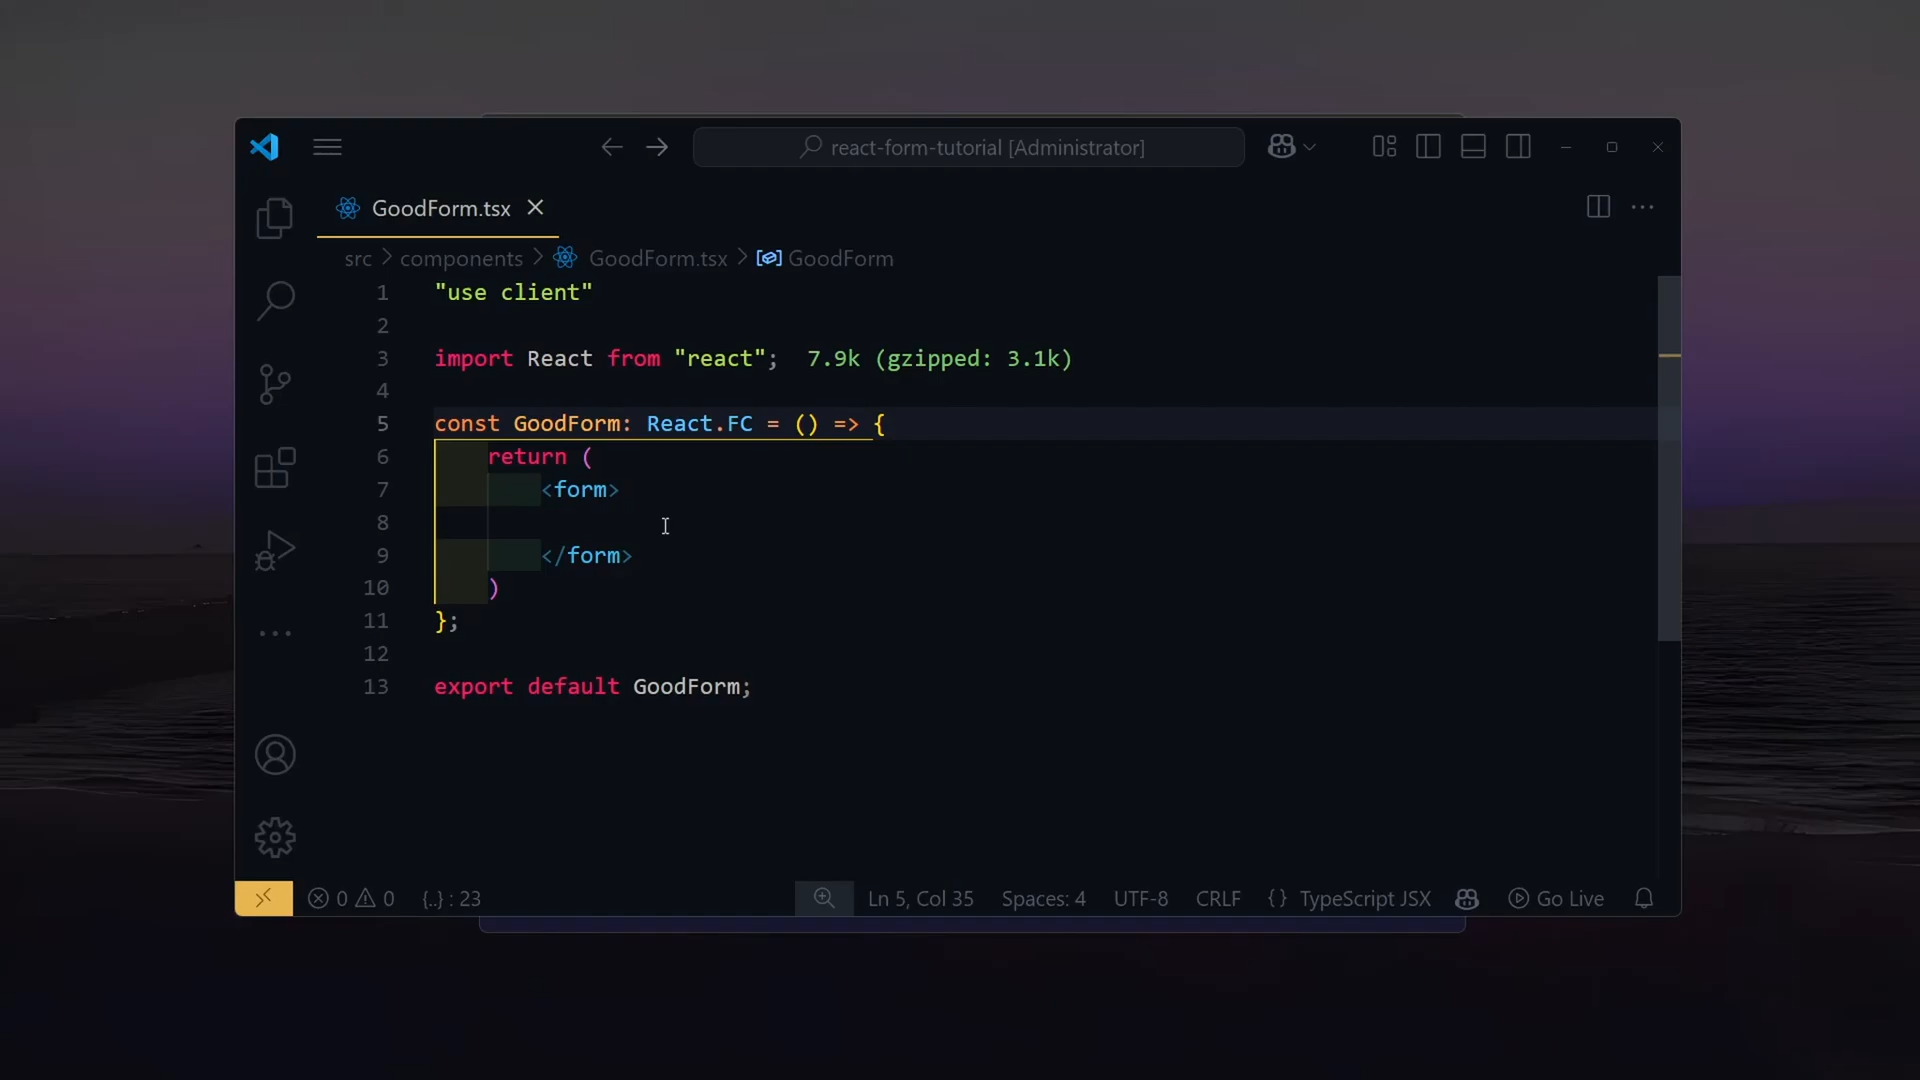 react-form-tutorial [Administrator]
GoodForm.tsx
src > components > GoodForm.tsx > GoodForm
1 "use client"
2
3 import React from "react"; 7.9k (gzipped: 3.1k)
4
5 const GoodForm: React.FC = () => {
6 return (
7 <form>
8
9 </form>
10 )
11 };
12
13 export default GoodForm;
0 0 {..} : 23 Ln 5, Col 35 Spaces: 4 UTF-8 CRLF {} TypeScript JSX Go Live